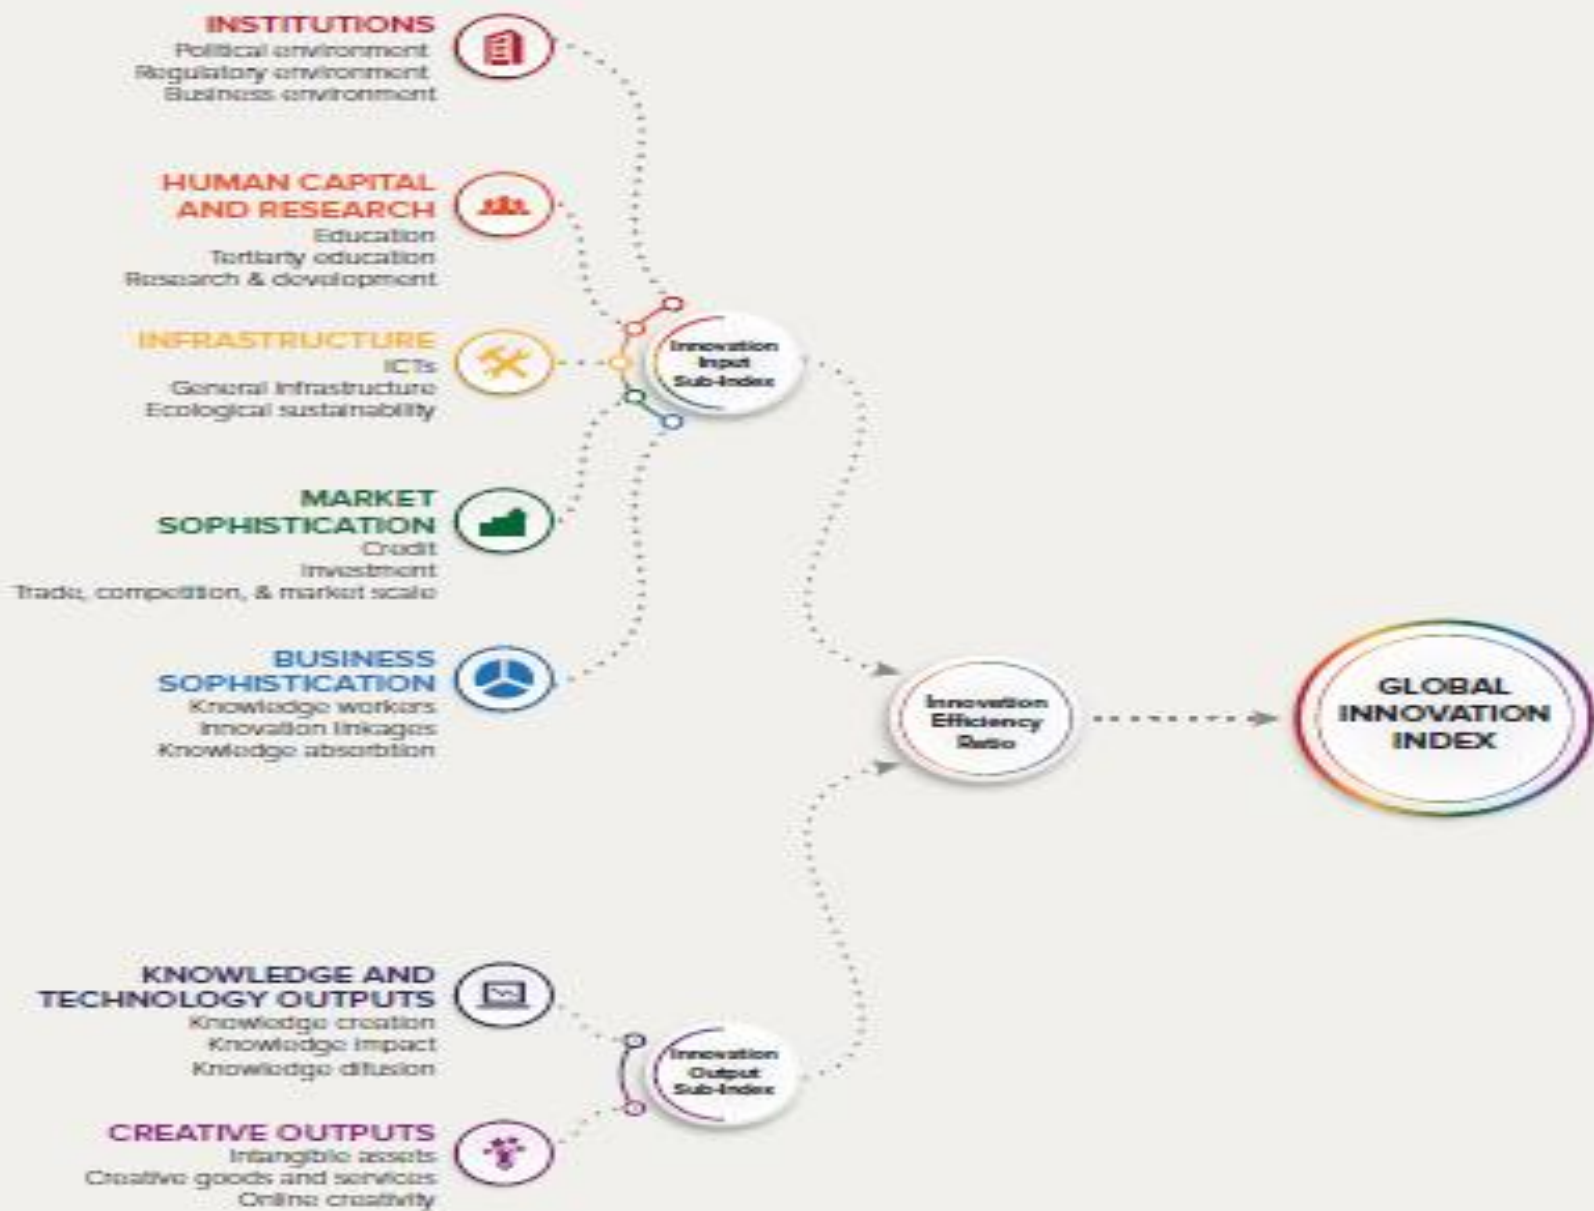 INSTITUTIONS
Political environment
Regulatory environment
Business environment
HUMAN CAPITAL
AND RESEARCH
Education
Tertiarty education
Research & development
INFRASTRUCTURE
ICTs
General infrastructure
Ecological sustainability
MARKET
SOPHISTICATION
Credit
Investment
Trade, competition, & market scale
BUSINESS
SOPHISTICATION
Knowledge workers
Innovation linkages
Knowledge absorbtion
Innovation
Input
Sub-Index
Innovation
Efficiency
Ratio
GLOBAL
INNOVATION
INDEX
KNOWLEDGE AND
TECHNOLOGY OUTPUTS
Knowledge creation
Knowledge impact
Knowledge difusion
CREATIVE OUTPUTS
Intangible assets
Creative goods and services
Online creativity
Innovation
Output
Sub-Index